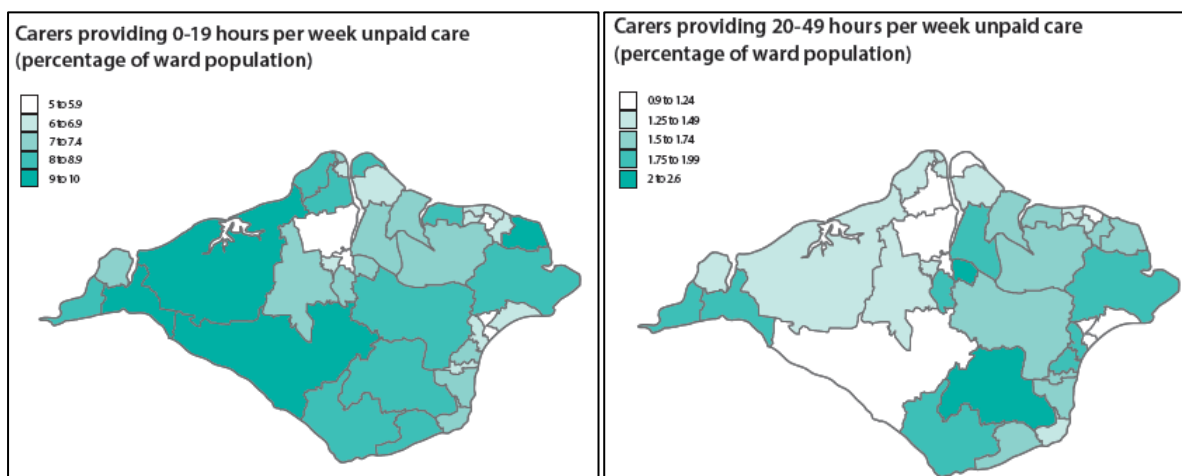 Carers providing 0-19 hours per week unpaid care
(percentage of ward population)
5 to 5.9
6 to 6.9
7 to 7.4
8 to 8.9
9 to 10
Carers providing 20-49 hours per week unpaid care
(percentage of ward population)
0.9 to 1.24
1.25 to 1.49
1.5 to 1.74
1.75 to 1.99
2 to 2.6